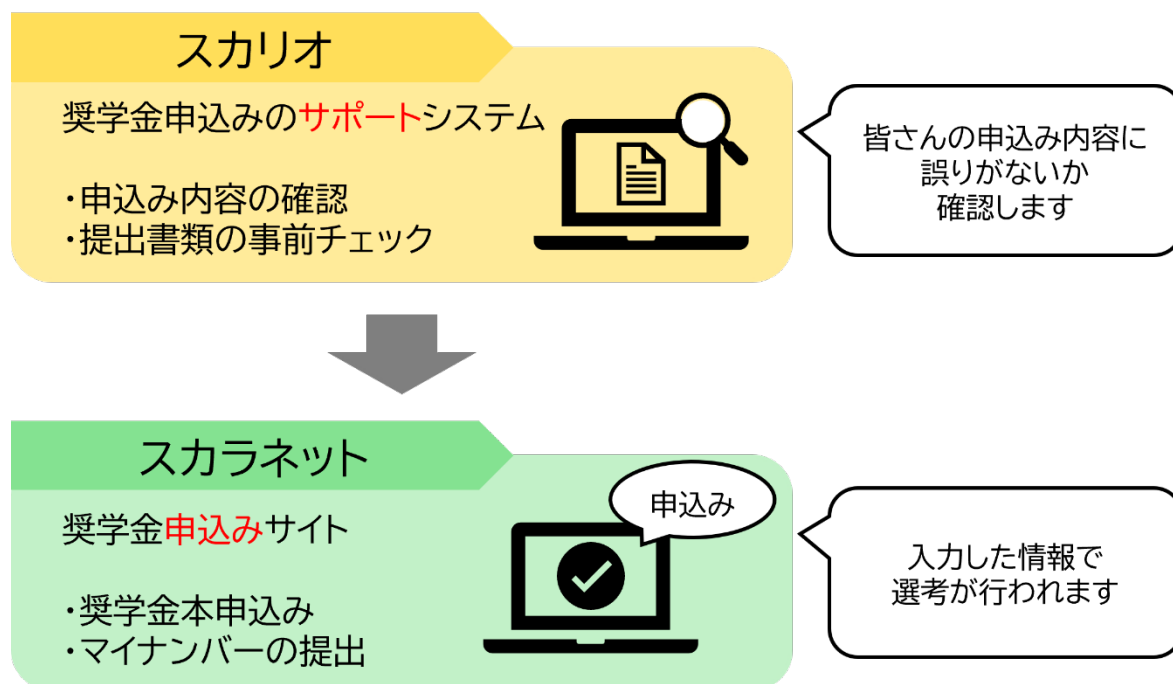 スカリオ
奨学金申込みのサポートシステム
・申込み内容の確認
・提出書類の事前チェック
皆さんの申込み内容に
誤りがないか
確認します
スカラネット
奨学金申込みサイト
・奨学金本申込み
・マイナンバーの提出
申込み
入力した情報で
選考が行われます